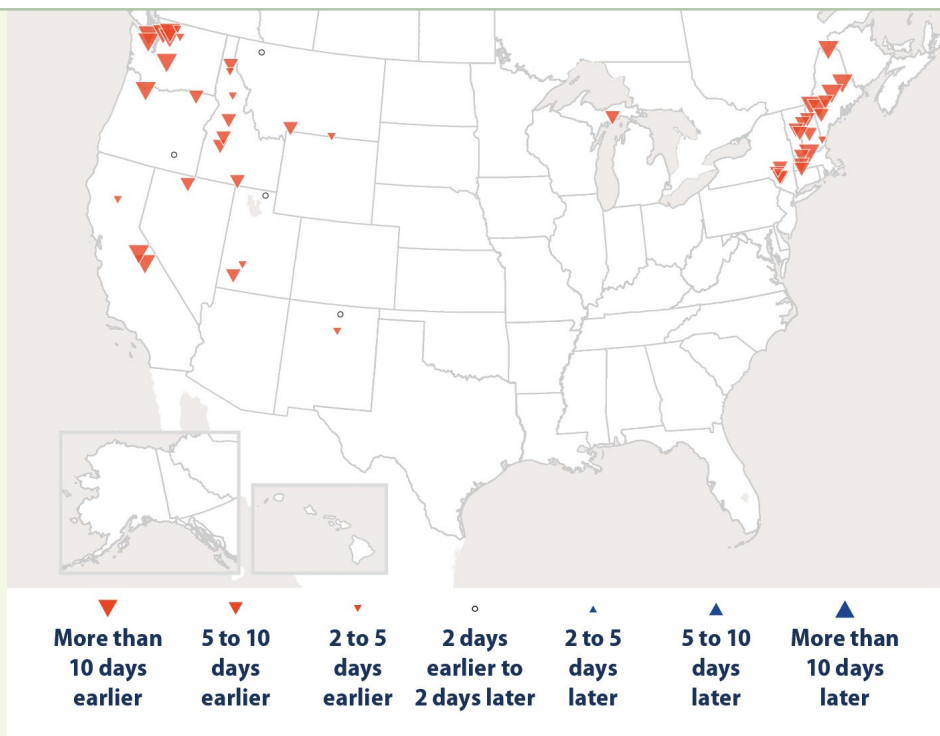 More than
10 days
earlier
5 to 10
days
earlier
2 to 5
days
earlier
2 days
earlier to
2 days later
2 to 5
days
later
5 to 10
days
later
More than
10 days
later